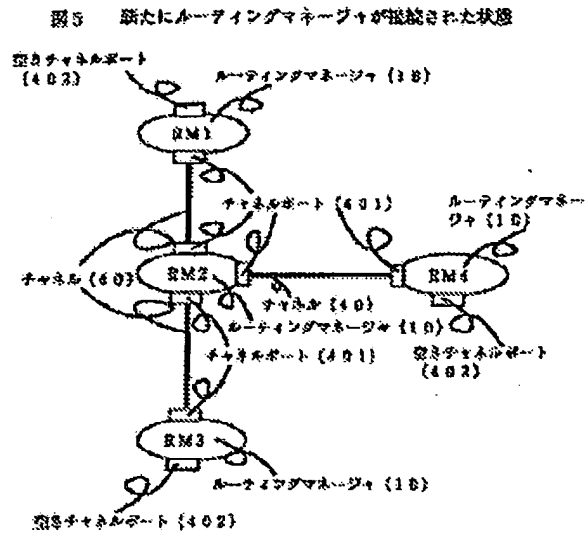 図5 新たにルーティングマネージャが接続された状態
空きチャネルポート
(402)
ルーティングマネージャ (10)
RM1
チャネルポート (401)
ルーティングマネー
ジャ (10)
チャネル (40)
RM2
RM4
チャネル (40)
ルーティングマネージャ (10)
チャネルポート (401)
空きチャネルポート
(402)
RM3
ルーティングマネージャ (10)
空きチャネルポート (402)